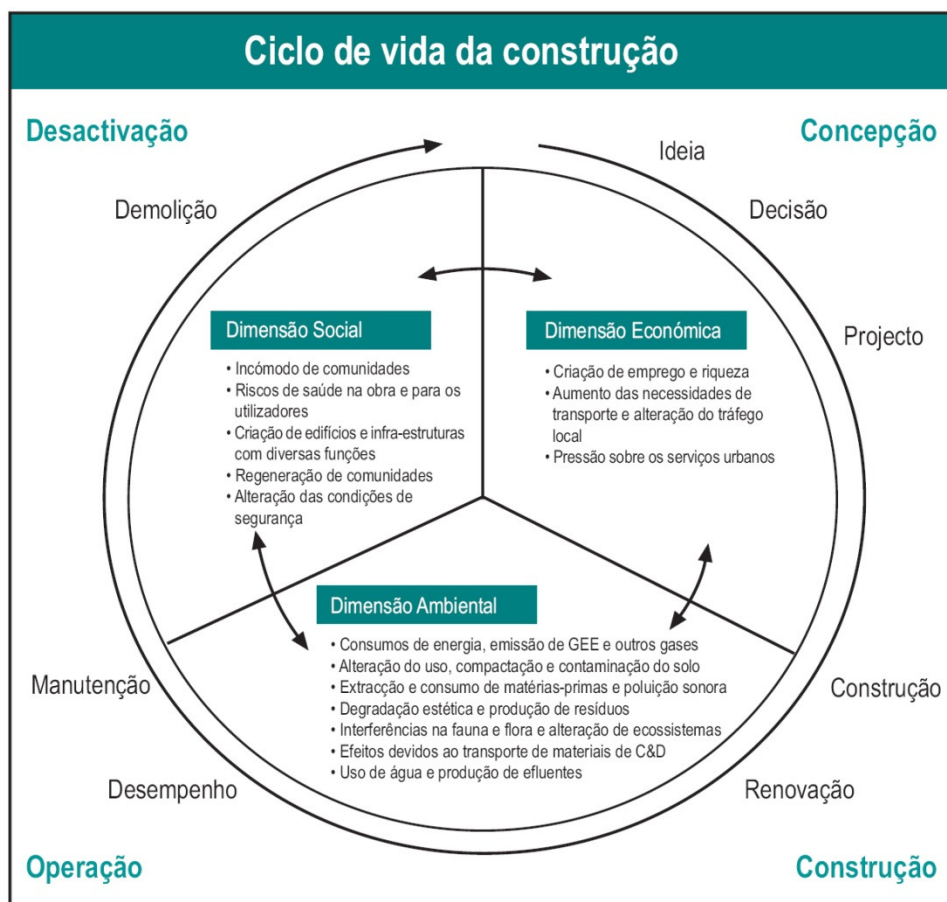 Ciclo de vida da construção
Desactivação
Concepção
Ideia
Demolição
Decisão
Projecto
Dimensão Social
• Incómodo de comunidades
• Riscos de saúde na obra e para os
utilizadores
• Criação de edifícios e infra-estruturas
com diversas funções
• Regeneração de comunidades
• Alteração das condições de
segurança
Dimensão Económica
• Criação de emprego e riqueza
• Aumento das necessidades de
transporte e alteração do tráfego
local
• Pressão sobre os serviços urbanos
Dimensão Ambiental
• Consumos de energia, emissão de GEE e outros gases
• Alteração do uso, compactação e contaminação do solo
• Extracção e consumo de matérias-primas e poluição sonora
• Degradação estética e produção de resíduos
• Interferências na fauna e flora e alteração de ecossistemas
• Efeitos devidos ao transporte de materiais de C&D
• Uso de água e produção de efluentes
Manutenção
Construção
Desempenho
Renovação
Operação
Construção